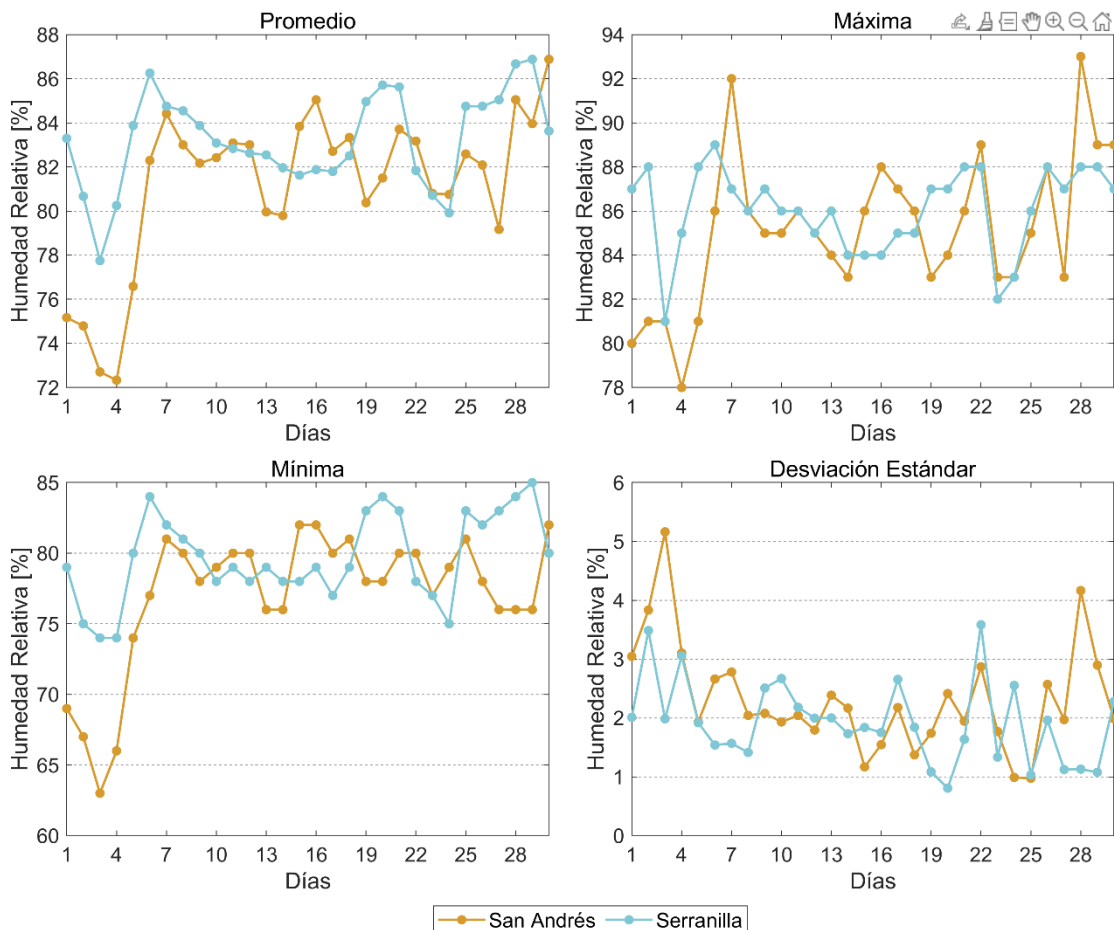 Promedio
Humedad Relativa [%]
88
86
84
82
80
78
76
74
72
1 4 7 10 13 16 19 22 25 28
Días
Máxima
Humedad Relativa [%]
94
92
90
88
86
84
82
80
78
1 4 7 10 13 16 19 22 25 28
Días
Mínima
Humedad Relativa [%]
85
80
75
70
65
60
1 4 7 10 13 16 19 22 25 28
Días
Desviación Estándar
Humedad Relativa [%]
6
5
4
3
2
1
0
1 4 7 10 13 16 19 22 25 28
Días
San Andrés Serranilla